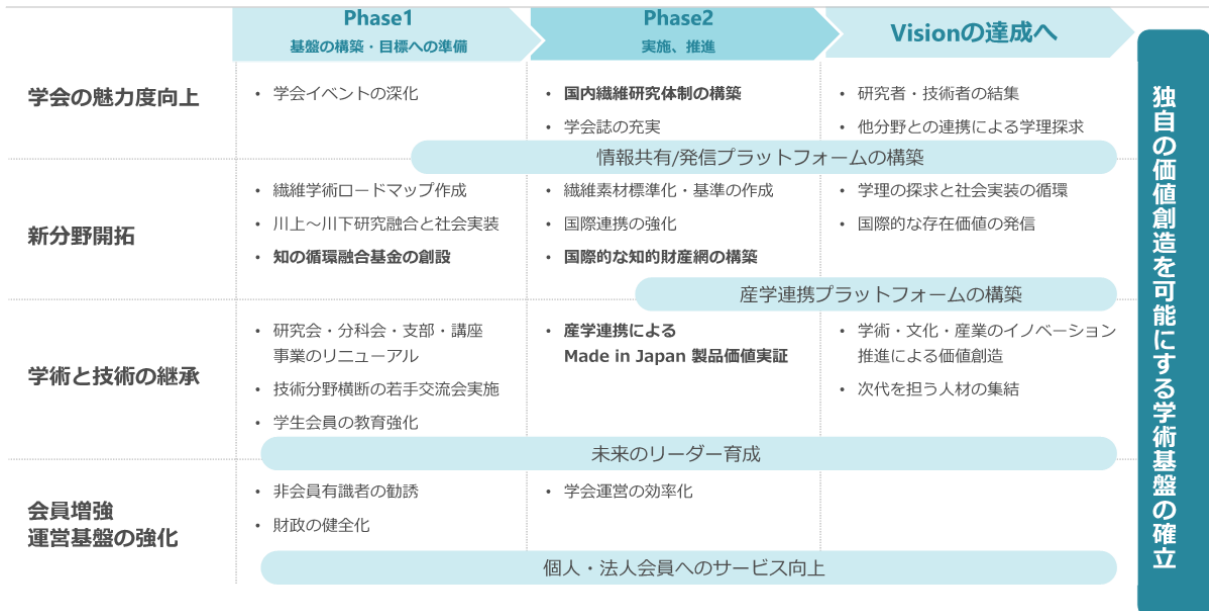 Phase1
基盤の構築・目標への準備
Phase2
実施、推進
Visionの達成へ
学会の魅力度向上
・ 学会イベントの深化
・ 国内繊維研究体制の構築
・ 学会誌の充実
・ 研究者・技術者の結集
・ 他分野との連携による学理探求
情報共有/発信プラットフォームの構築
新分野開拓
・ 繊維学術ロードマップ作成
・ 川上～川下研究融合と社会実装
・ 知の循環融合基金の創設
・ 繊維素材標準化・基準の作成
・ 国際連携の強化
・ 国際的な知的財産網の構築
・ 学理の探求と社会実装の循環
・ 国際的な存在価値の発信
産学連携プラットフォームの構築
学術と技術の継承
・ 研究会・分科会・支部・講座
事業のリニューアル
・ 技術分野横断の若手交流会実施
・ 学生会員の教育強化
・ 産学連携による
Made in Japan 製品価値実証
・ 学術・文化・産業のイノベーション
推進による価値創造
・ 次代を担う人材の集結
未来のリーダー育成
会員増強
運営基盤の強化
・ 非会員有識者の勧誘
・ 財政の健全化
・ 学会運営の効率化
個人・法人会員へのサービス向上
独自の価値創造を可能にする学術基盤の確立